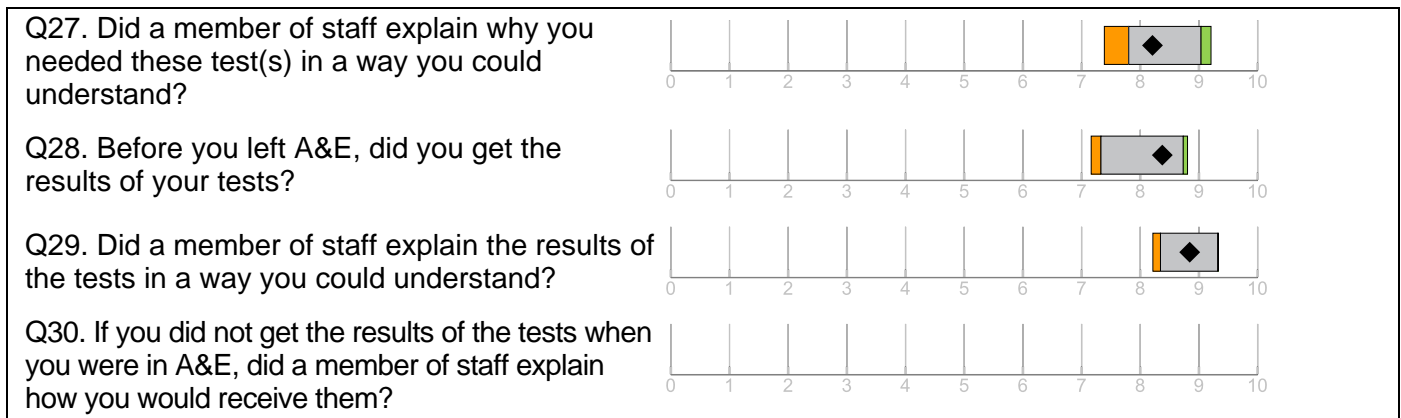 Q27. Did a member of staff explain why you
needed these test(s) in a way you could
understand?
0 1 2 3 4 5 6 7 8 9 10
Q28. Before you left A&E, did you get the
results of your tests?
0 1 2 3 4 5 6 7 8 9 10
Q29. Did a member of staff explain the results of
the tests in a way you could understand?
0 1 2 3 4 5 6 7 8 9 10
Q30. If you did not get the results of the tests when
you were in A&E, did a member of staff explain
how you would receive them?
0 1 2 3 4 5 6 7 8 9 10